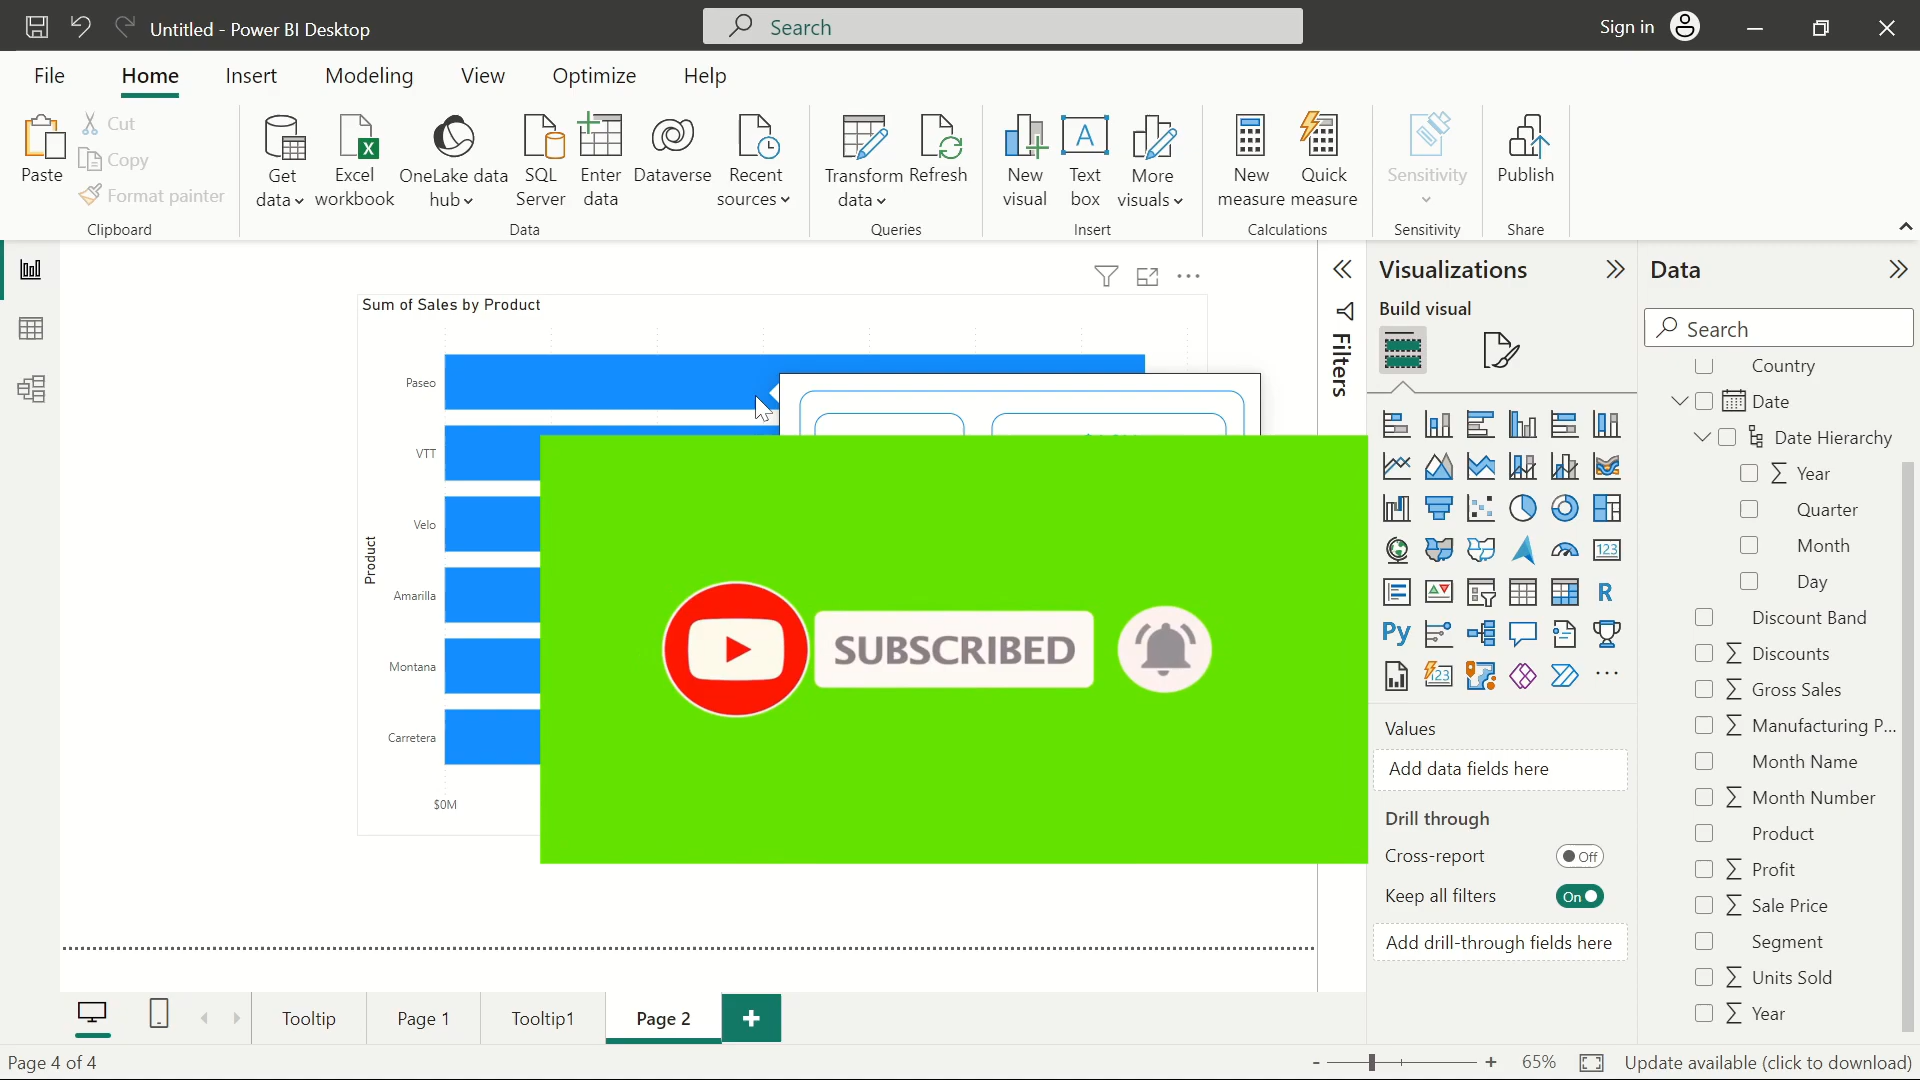 Untitled - Power BI Desktop
Search
Sign in
File Home Insert Modeling View Optimize Help
Paste
Cut
Copy
Format painter
Clipboard
Get data
Excel workbook
OneLake data hub
SQL Server
Enter data
Dataverse
Recent sources
Data
Transform data
Refresh
Queries
New visual
Text box
More visuals
Insert
New measure
Quick measure
Calculations
Sensitivity
Sensitivity
Publish
Share
Sum of Sales by Product
Product
Paseo
VTT
Velo
Amarilla
Montana
Carretera
$0M
SUBSCRIBED
Filters
Visualizations
Build visual
123
R
Py
123
Values
Add data fields here
Drill through
Cross-report
Off
Keep all filters
On
Add drill-through fields here
Data
Search
Country
Date
Date Hierarchy
Year
Quarter
Month
Day
Discount Band
Discounts
Gross Sales
Manufacturing P...
Month Name
Month Number
Product
Profit
Sale Price
Segment
Units Sold
Year
Tooltip
Page 1
Tooltip1
Page 2
+
Page 4 of 4
- + 65%
Update available (click to download)